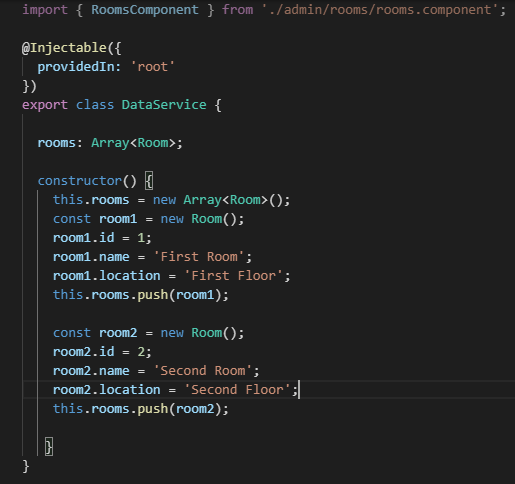 import { RoomsComponent } from './admin/rooms/rooms.component';
@Injectable({
providedIn: 'root'
})
export class DataService {
rooms: Array<Room>;
constructor() {
this.rooms = new Array<Room>();
const room1 = new Room();
room1.id = 1;
room1.name = 'First Room';
room1.location = 'First Floor';
this.rooms.push(room1);
const room2 = new Room();
room2.id = 2;
room2.name = 'Second Room';
room2.location = 'Second Floor';
this.rooms.push(room2);
}
}